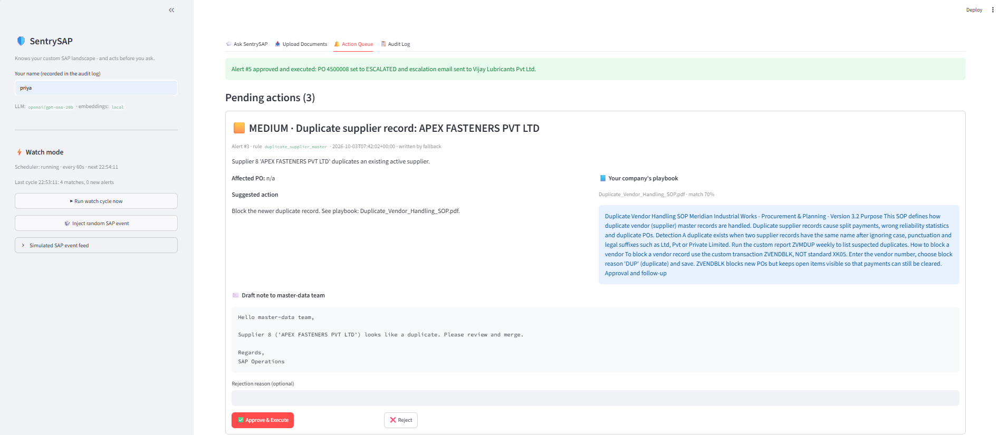 SentrySAP
Knows your custom SAP landscape - and acts before you ask.
Your name (recorded in the audit log)
priya
LLM: openai/gpt-oss-20b · embeddings: local
Watch mode
Scheduler: running · every 60s · next 22:54:11
Last cycle 22:53:11: 4 matches, 0 new alerts
Run watch cycle now
Inject random SAP event
Simulated SAP event feed
Deploy
Ask SentrySAP
Upload Documents
Action Queue
Audit Log
Alert #5 approved and executed: PO 4500008 set to ESCALATED and escalation email sent to Vijay Lubricants Pvt Ltd.
Pending actions (3)
MEDIUM · Duplicate supplier record: APEX FASTENERS PVT LTD
Alert #3 · rule duplicate_supplier_master · 2026-10-03T07:42:02+00:00 · written by fallback
Supplier 8 'APEX FASTENERS PVT LTD' duplicates an existing active supplier.
Affected PO: n/a
Suggested action
Block the newer duplicate record. See playbook: Duplicate_Vendor_Handling_SOP.pdf.
Your company's playbook
Duplicate_Vendor_Handling_SOP.pdf · match 70%
Duplicate Vendor Handling SOP Meridian Industrial Works - Procurement & Planning - Version 3.2 Purpose This SOP defines how
duplicate vendor (supplier) master records are handled. Duplicate supplier records cause split payments, wrong reliability statistics
and duplicate POs. Detection A duplicate exists when two supplier records have the same name after ignoring case, punctuation and
legal suffixes such as Ltd, Pvt or Private Limited. Run the custom report ZVMDUP weekly to list suspected duplicates. How to block a
vendor To block a vendor record use the custom transaction ZVENDBLK, NOT standard XK05. Enter the vendor number, choose block
reason 'DUP' (duplicate) and save. ZVENDBLK blocks new POs but keeps open items visible so that payments can still be cleared.
Approval and follow-up
Draft note to master-data team
Hello master-data team,
Supplier 8 ('APEX FASTENERS PVT LTD') looks like a duplicate. Please review and merge.
Regards,
SAP Operations
Rejection reason (optional)
Approve & Execute
Reject